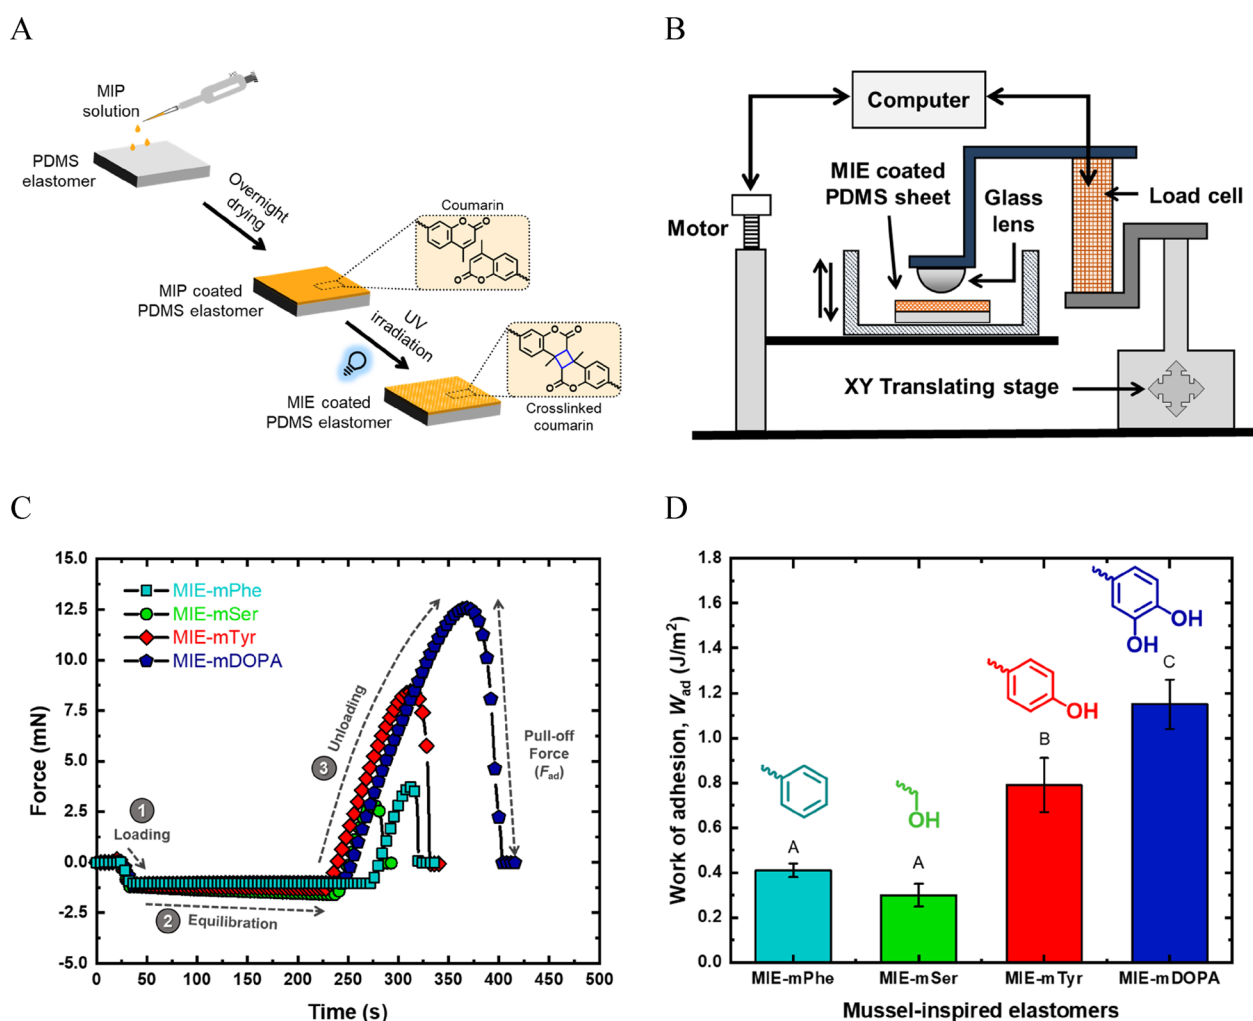 A
MIP
solution
PDMS
elastomer
Overnight
drying
Coumarin
O
O
O
O
MIP coated
PDMS elastomer
UV
irradiation
O
O
O
O
MIE coated
PDMS elastomer
Crosslinked
coumarin
B
Computer
MIE coated
PDMS sheet
Glass
lens
Load cell
Motor
XY Translating stage
C
15.0
12.5
10.0
7.5
5.0
2.5
0.0
-2.5
-5.0
Force (mN)
MIE-mPhe
MIE-mSer
MIE-mTyr
MIE-mDOPA
1
Loading
2
Equilibration
3
Unloading
Pull-off
Force
(Fad)
0
50
100
150
200
250
300
350
400
450
500
Time (s)
D
1.8
1.6
1.4
1.2
1.0
0.8
0.6
0.4
0.2
0.0
Work of adhesion, Wad (J/m²)
A
OH
A
OH
B
OH
OH
C
MIE-mPhe
MIE-mSer
MIE-mTyr
MIE-mDOPA
Mussel-inspired elastomers